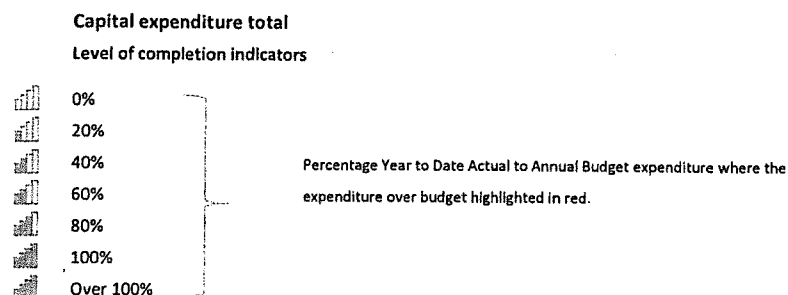 Capital expenditure total
Level of completion indicators
0%
20%
40%
60%
80%
100%
Over 100%
Percentage Year to Date Actual to Annual Budget expenditure where the
expenditure over budget highlighted in red.